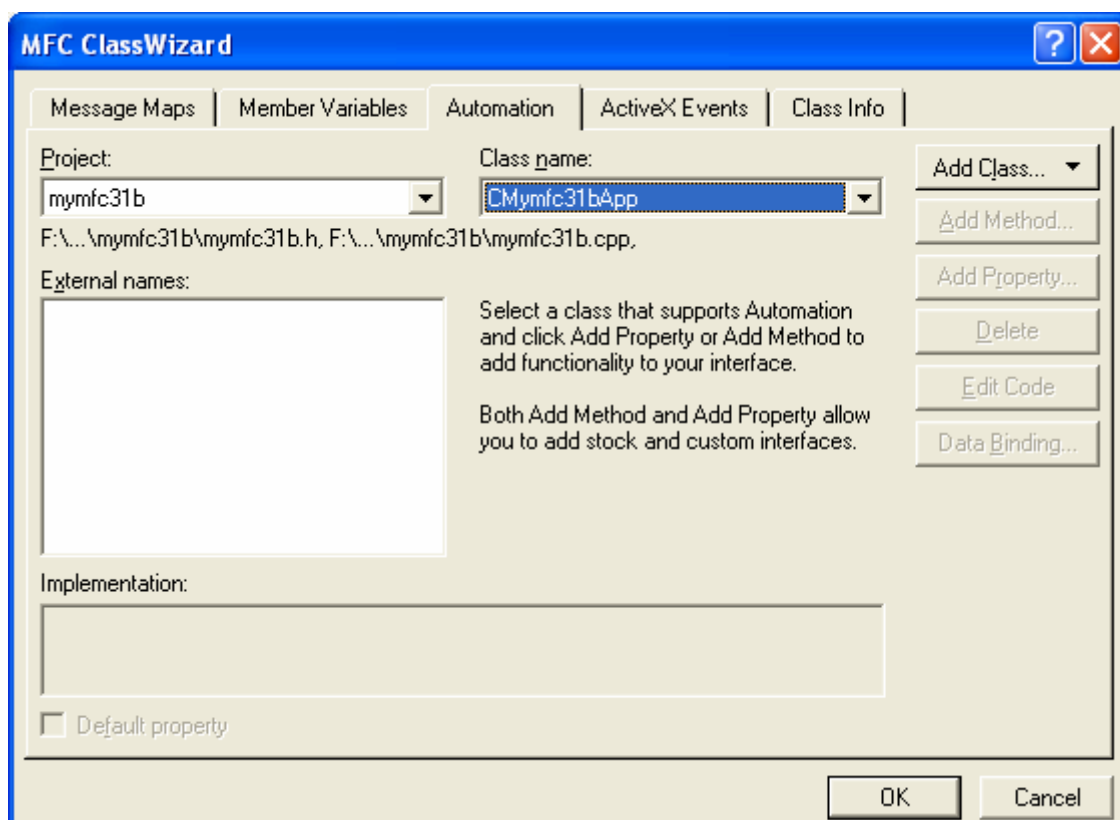 MFC ClassWizard
Message Maps
Member Variables
Automation
ActiveX Events
Class Info
Project:
Class name:
mymfc31b
CMymfc31bApp
Add Class...
F:\...\mymfc31b\mymfc31b.h, F:\...\mymfc31b\mymfc31b.cpp,
Add Method...
External names:
Add Property...
Select a class that supports Automation
and click Add Property or Add Method to
add functionality to your interface.
Delete
Edit Code
Both Add Method and Add Property allow
you to add stock and custom interfaces.
Data Binding...
Implementation:
Default property
OK
Cancel